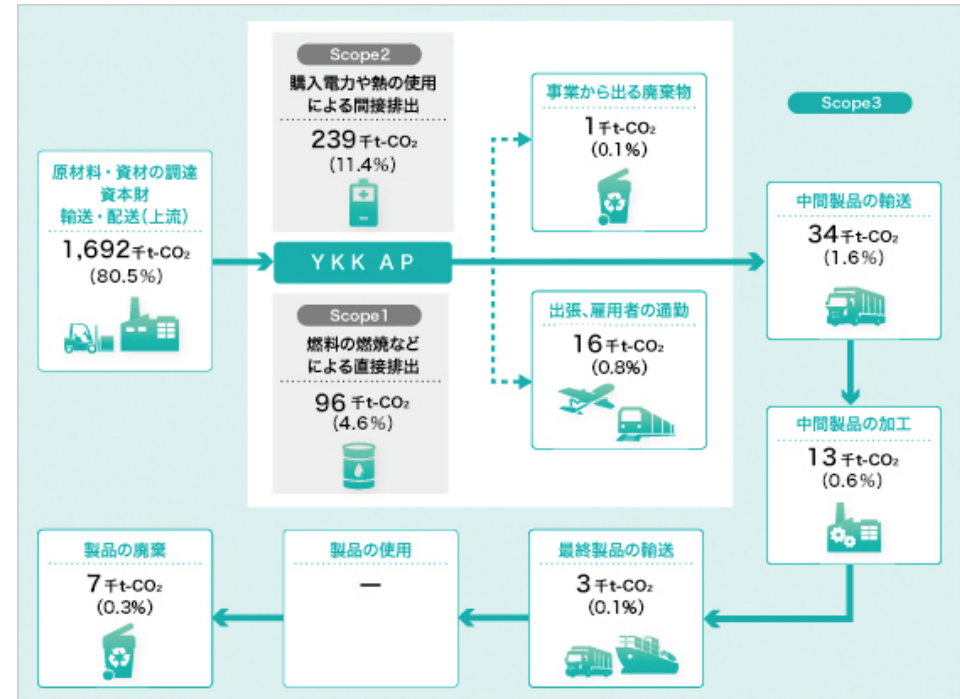 原材料・資材の調達
資本財
輸送・配送(上流)
1,692千t-CO₂
(80.5%)
Scope2
購入電力や熱の使用
による間接排出
239千t-CO₂
(11.4%)
YKK AP
Scope1
燃料の燃焼など
による直接排出
96千t-CO₂
(4.6%)
事業から出る廃棄物
1千t-CO₂
(0.1%)
出張、雇用者の通勤
16千t-CO₂
(0.8%)
Scope3
中間製品の輸送
34千t-CO₂
(1.6%)
中間製品の加工
13千t-CO₂
(0.6%)
最終製品の輸送
3千t-CO₂
(0.1%)
製品の使用
—
製品の廃棄
7千t-CO₂
(0.3%)